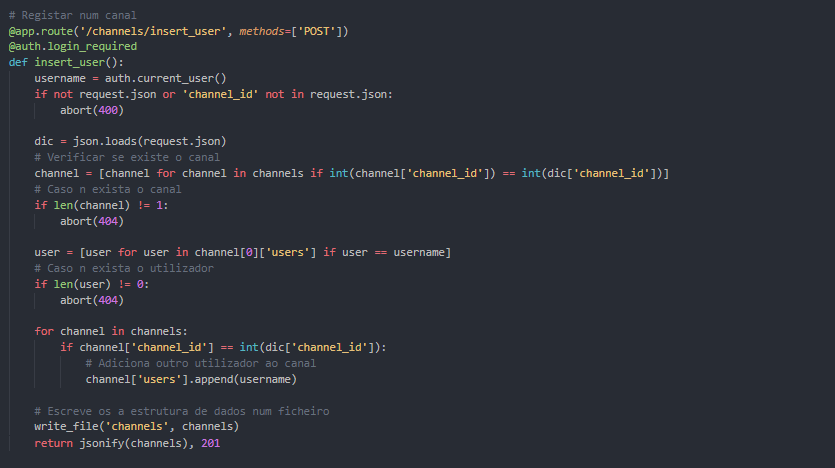 # Registar num canal
@app.route('/channels/insert_user', methods=['POST'])
@auth.login_required
def insert_user():
    username = auth.current_user()
    if not request.json or 'channel_id' not in request.json:
        abort(400)

    dic = json.loads(request.json)
    # Verificar se existe o canal
    channel = [channel for channel in channels if int(channel['channel_id']) == int(dic['channel_id'])]
    # Caso n exista o canal
    if len(channel) != 1:
        abort(404)

    user = [user for user in channel[0]['users'] if user == username]
    # Caso n exista o utilizador
    if len(user) != 0:
        abort(404)

    for channel in channels:
        if channel['channel_id'] == int(dic['channel_id']):
            # Adiciona outro utilizador ao canal
            channel['users'].append(username)

    # Escreve os a estrutura de dados num ficheiro
    write_file('channels', channels)
    return jsonify(channels), 201